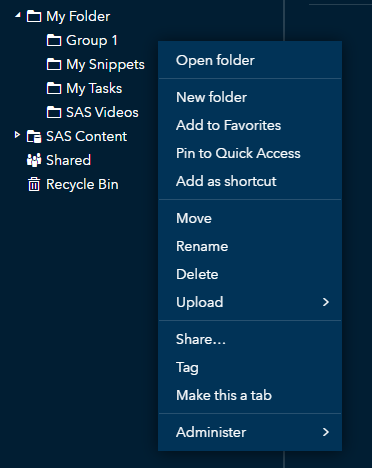 My Folder
Group 1
My Snippets
My Tasks
SAS Videos
SAS Content
Shared
Recycle Bin
Open folder
New folder
Add to Favorites
Pin to Quick Access
Add as shortcut
Move
Rename
Delete
Upload
Share...
Tag
Make this a tab
Administer